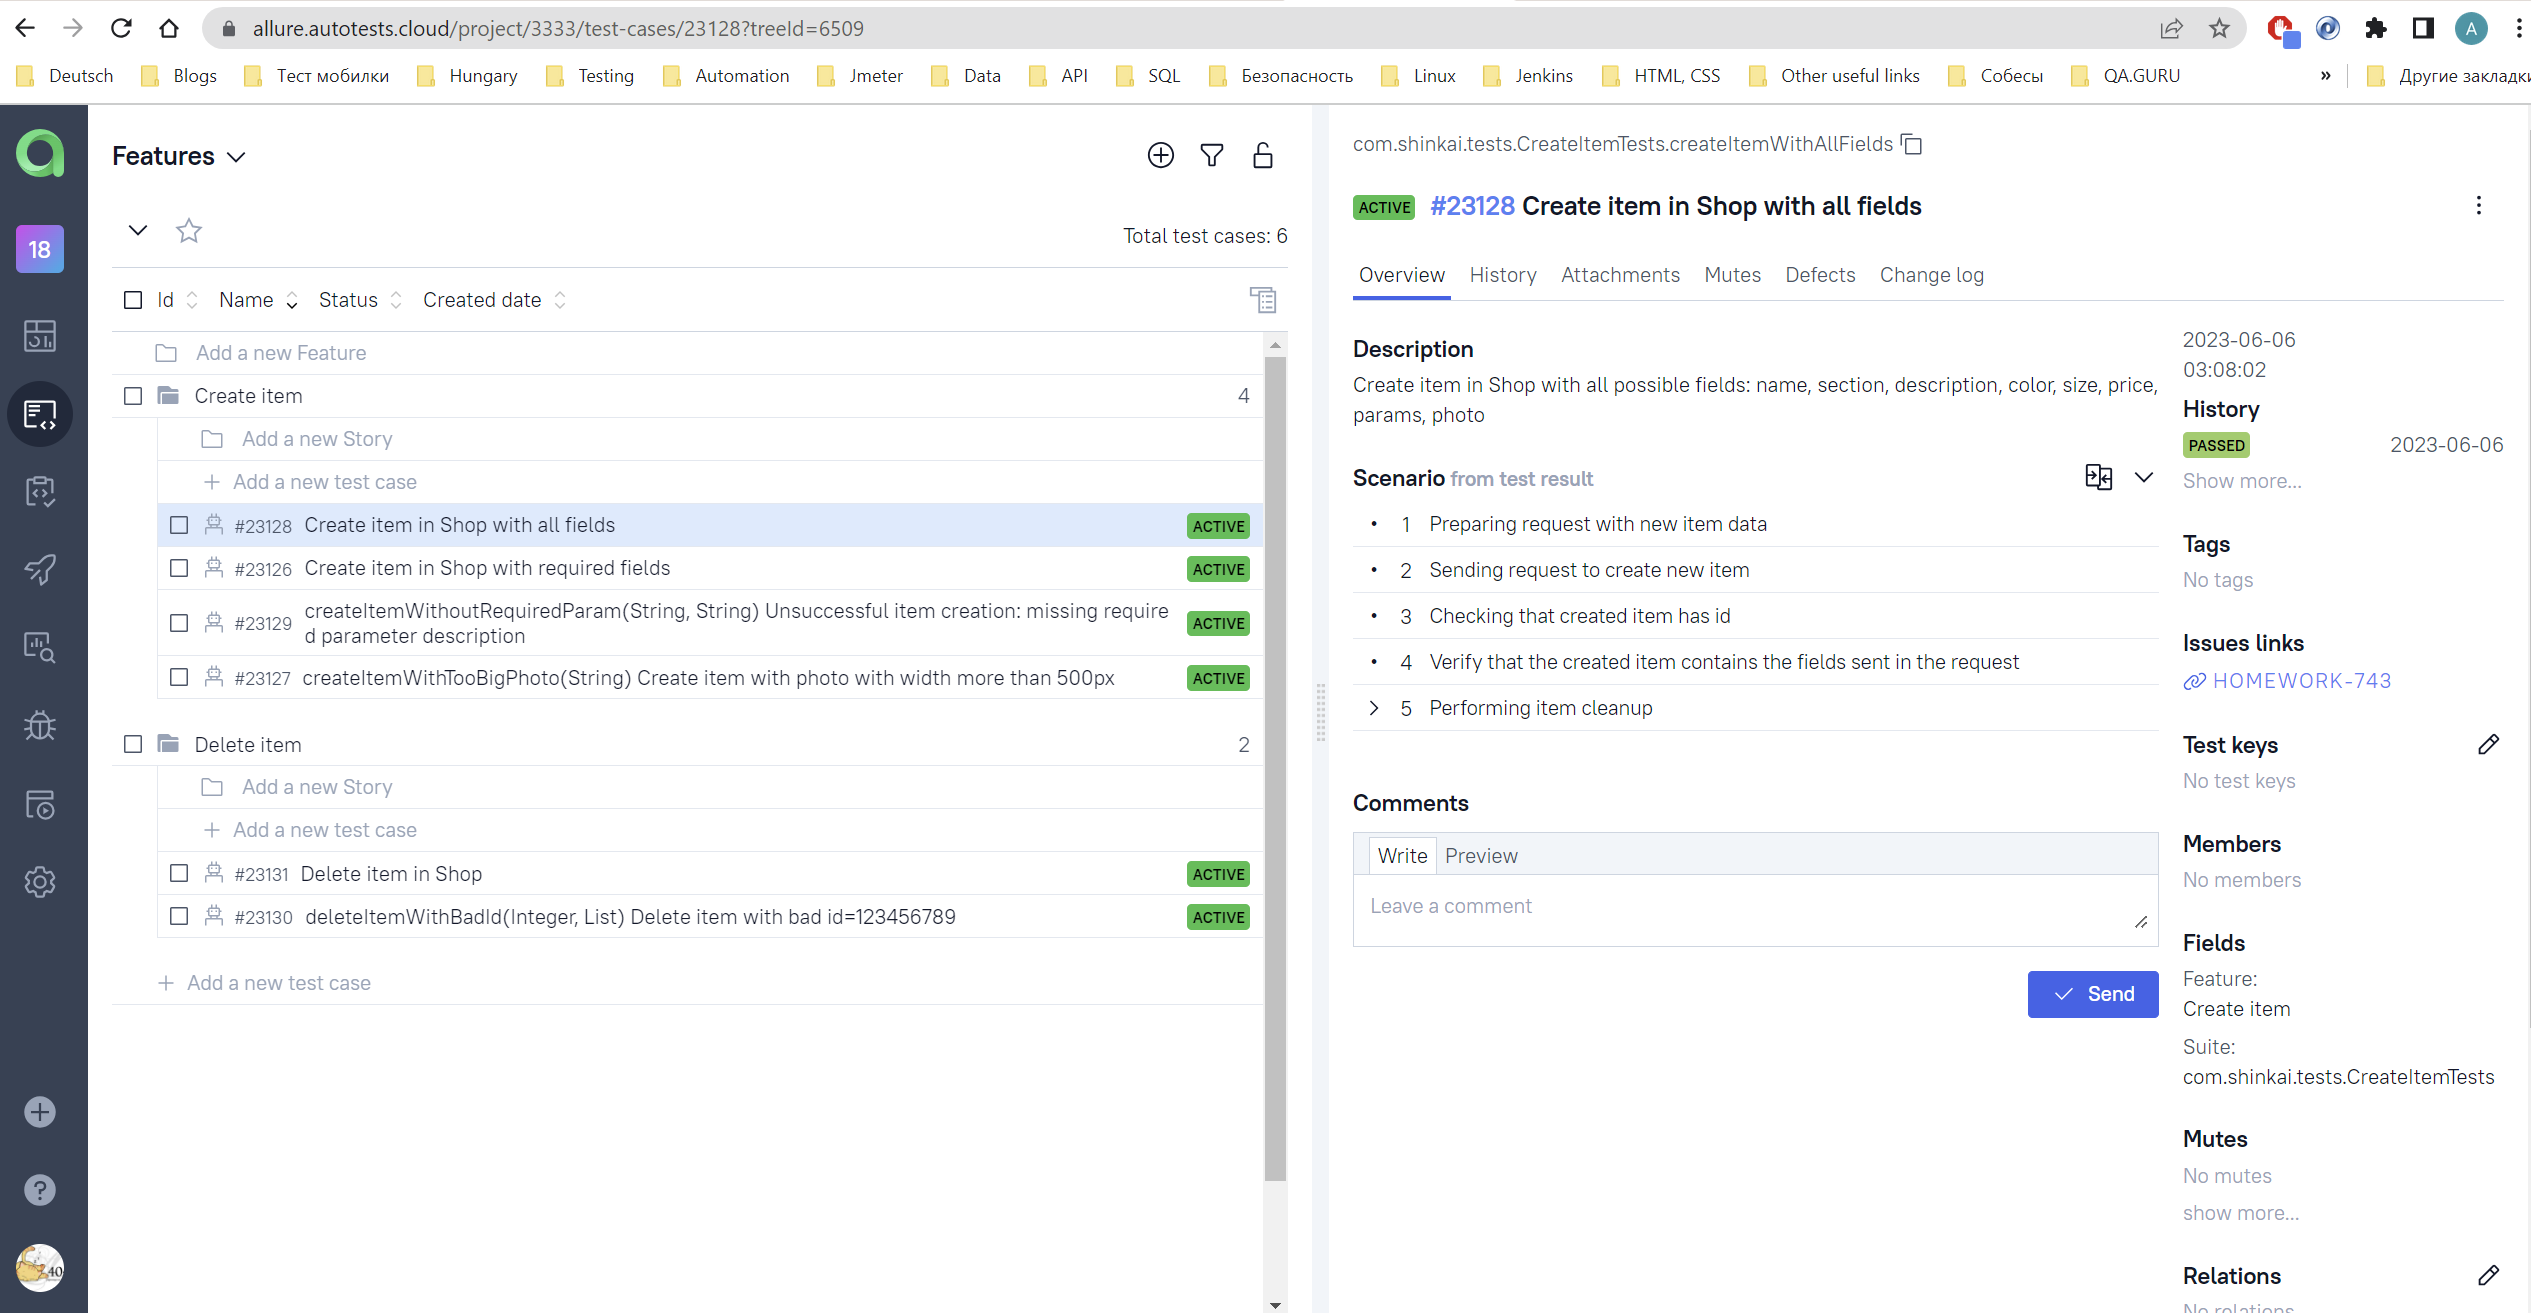 allure.autotests.cloud/project/3333/test-cases/23128?treeId=6509
A
Deutsch Blogs Тест мобилки Hungary Testing Automation Jmeter Data API SQL Безопасность Linux Jenkins HTML, CSS Other useful links Собесы QA.GURU » Другие закладки
18
Features
Total test cases: 6
Id Name Status Created date
Add a new Feature
Create item 4
Add a new Story
Add a new test case
#23128 Create item in Shop with all fields ACTIVE
#23126 Create item in Shop with required fields ACTIVE
#23129 createItemWithoutRequiredParam(String, String) Unsuccessful item creation: missing require
d parameter description ACTIVE
#23127 createItemWithTooBigPhoto(String) Create item with photo with width more than 500px ACTIVE
Delete item 2
Add a new Story
Add a new test case
#23131 Delete item in Shop ACTIVE
#23130 deleteItemWithBadId(Integer, List) Delete item with bad id=123456789 ACTIVE
Add a new test case
40
com.shinkai.tests.CreateItemTests.createItemWithAllFields
ACTIVE #23128 Create item in Shop with all fields
Overview History Attachments Mutes Defects Change log
Description
Create item in Shop with all possible fields: name, section, description, color, size, price,
params, photo
Scenario from test result
1 Preparing request with new item data
2 Sending request to create new item
3 Checking that created item has id
4 Verify that the created item contains the fields sent in the request
5 Performing item cleanup
Comments
Write Preview
Leave a comment
Send
2023-06-06
03:08:02
History
PASSED 2023-06-06
Show more...
Tags
No tags
Issues links
HOMEWORK-743
Test keys
No test keys
Members
No members
Fields
Feature:
Create item
Suite:
com.shinkai.tests.CreateItemTests
Mutes
No mutes
show more...
Relations
No relations